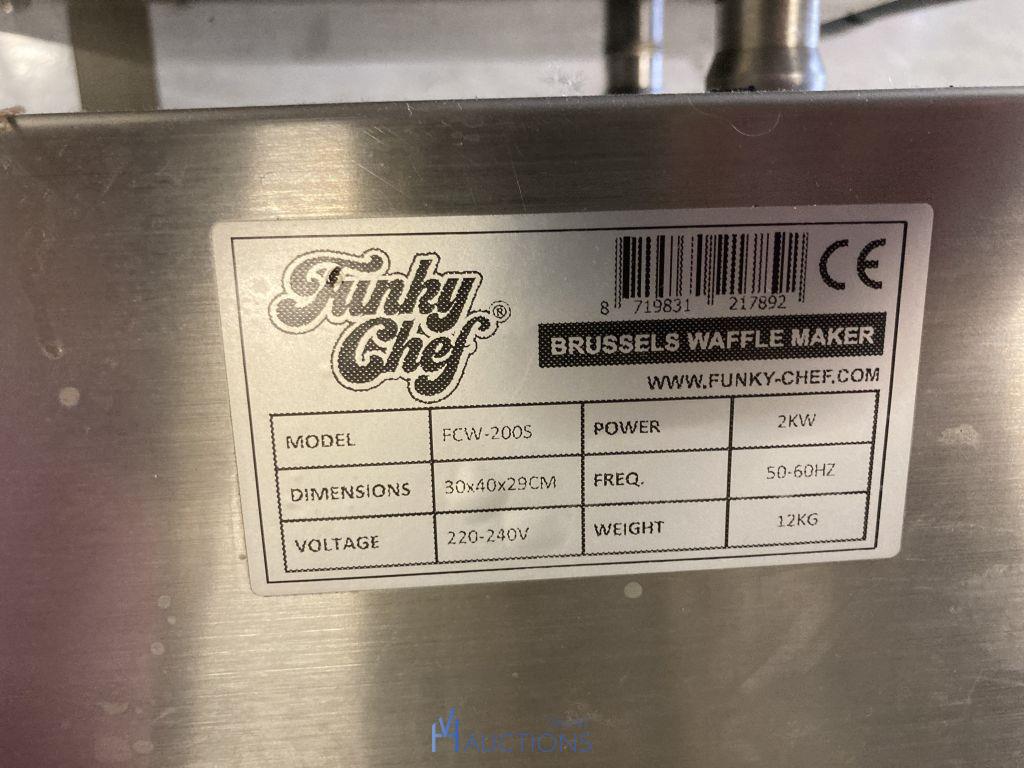 Funky
Chef®
8 719831 217892
CE
BRUSSELS WAFFLE MAKER
WWW.FUNKY-CHEF.COM
MODEL FCW-200S POWER 2KW
DIMENSIONS 30x40x29CM FREQ. 50-60HZ
VOLTAGE 220-240V WEIGHT 12KG
AUCTIONS